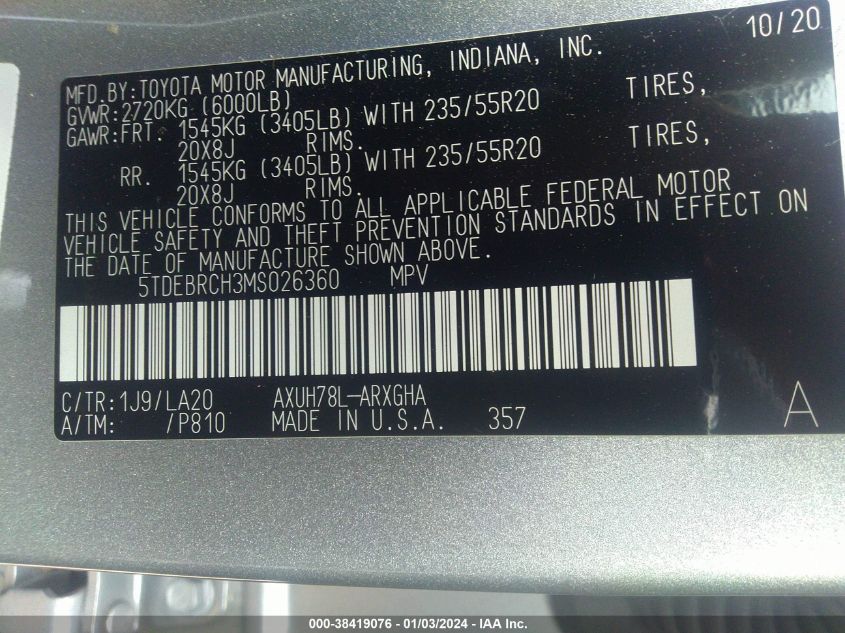 10/20
MFD.BY:TOYOTA MOTOR MANUFACTURING, INDIANA, INC.
GVWR:2720KG (6000LB)
GAWR:FRT. 1545KG (3405LB) WITH 235/55R20 TIRES,
20X8J RIMS.
RR. 1545KG (3405LB) WITH 235/55R20 TIRES,
20X8J RIMS.
THIS VEHICLE CONFORMS TO ALL APPLICABLE FEDERAL MOTOR
VEHICLE SAFETY AND THEFT PREVENTION STANDARDS IN EFFECT ON
THE DATE OF MANUFACTURE SHOWN ABOVE.
5TDEBRCH3MS026360 MPV
C/TR:1J9/LA20 AXUH78L-ARXGHA
A/TM: /P810 MADE IN U.S.A. 357
A
000-38419076 - 01/03/2024 - IAA Inc.